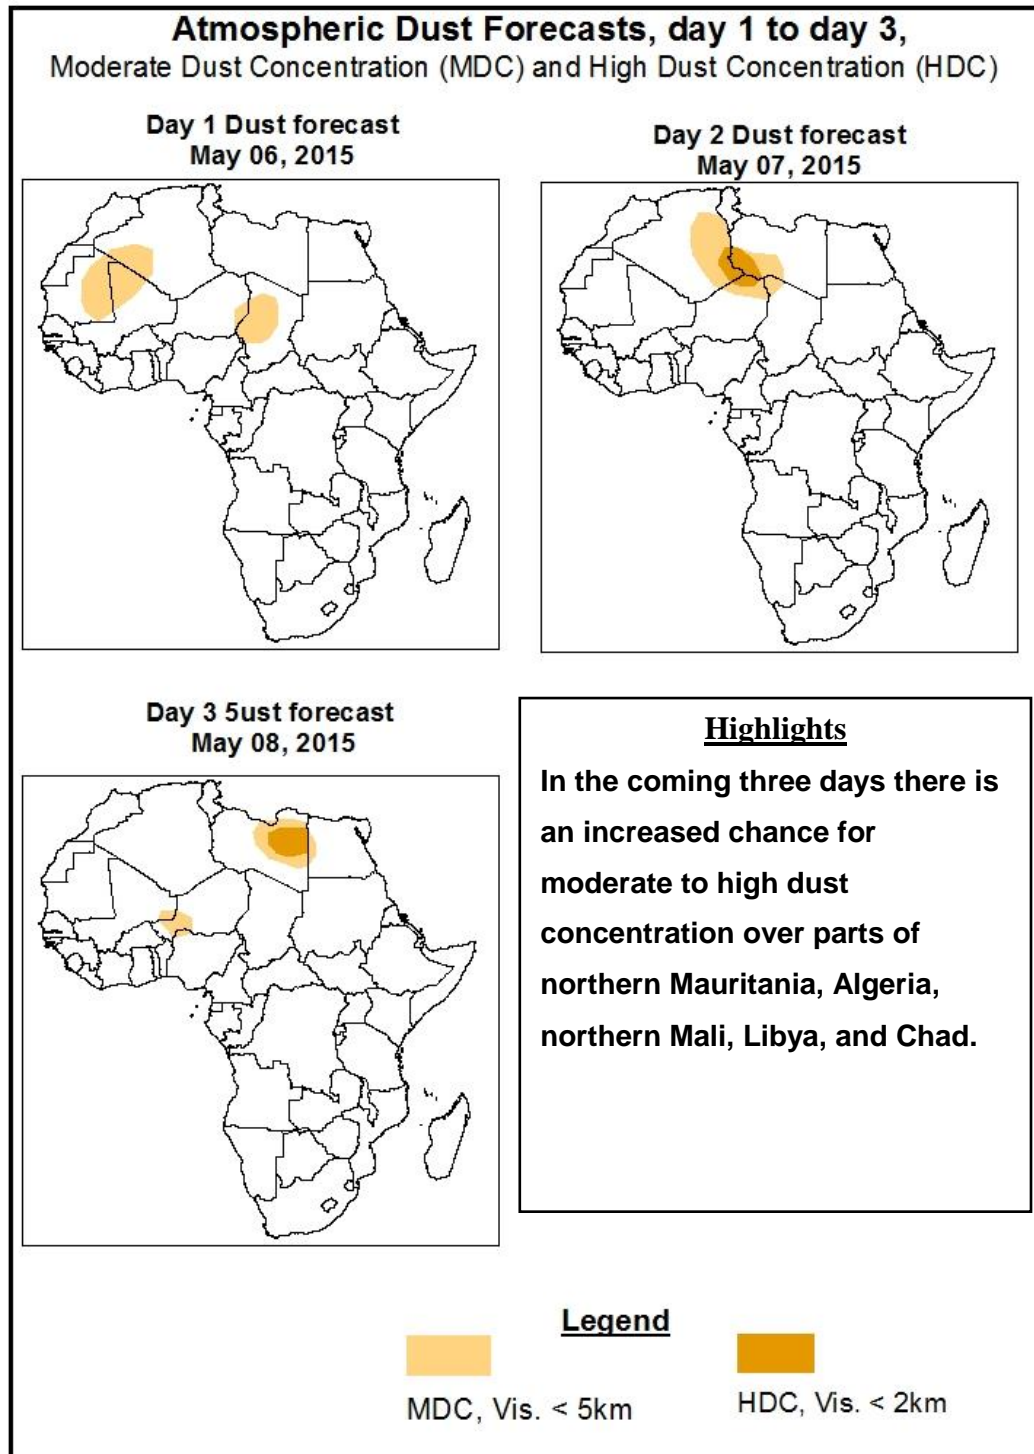 Atmospheric Dust Forecasts, day 1 to day 3,
Moderate Dust Concentration (MDC) and High Dust Concentration (HDC)
Day 1 Dust forecast
May 06, 2015
Day 2 Dust forecast
May 07, 2015
Day 3 5ust forecast
May 08, 2015
Highlights
In the coming three days there is
an increased chance for
moderate to high dust
concentration over parts of
northern Mauritania, Algeria,
northern Mali, Libya, and Chad.
Legend
MDC, Vis. < 5km
HDC, Vis. < 2km